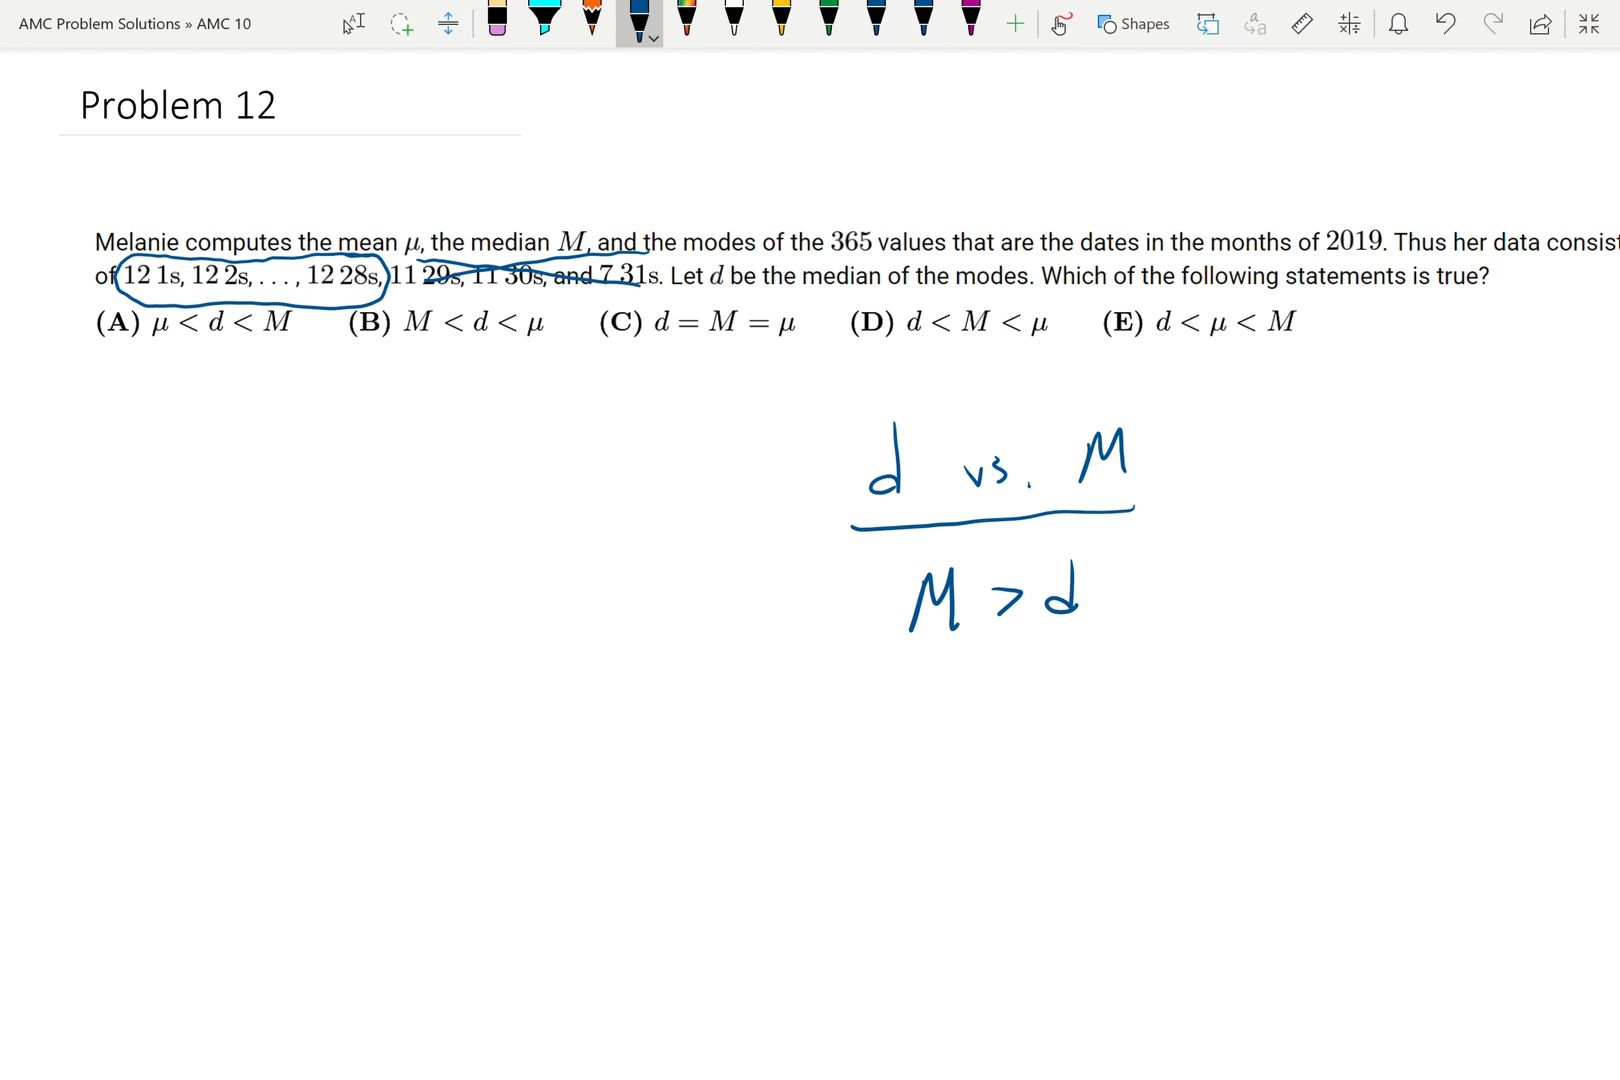 AMC Problem Solutions » AMC 10
Shapes
Problem 12
Melanie computes the mean μ, the median M, and the modes of the 365 values that are the dates in the months of 2019. Thus her data consist
of 12 1s, 12 2s, . . . , 12 28s, 11 29s, 11 30s, and 7 31s. Let d be the median of the modes. Which of the following statements is true?
(A) μ < d < M (B) M < d < μ (C) d = M = μ (D) d < M < μ (E) d < μ < M
d vs. M
M > d